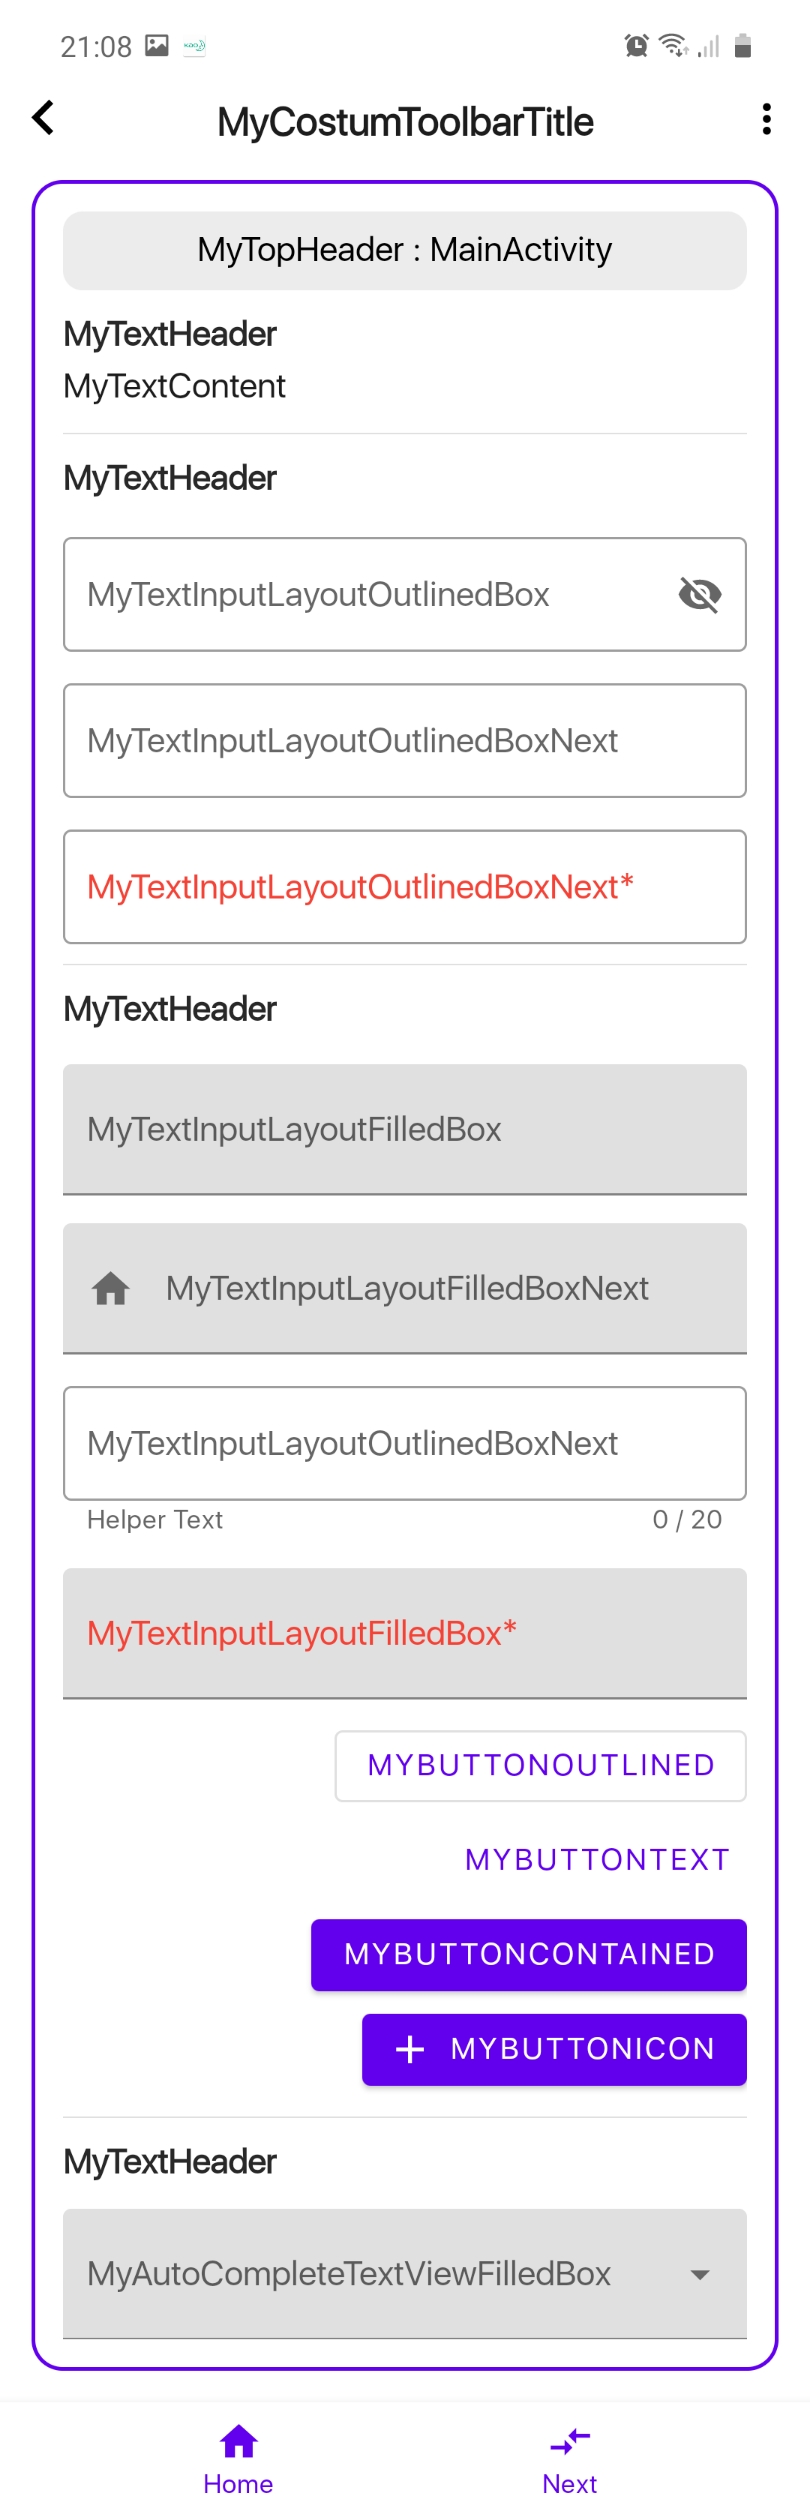 21:08
MyCostumToolbarTitle
MyTopHeader : MainActivity
MyTextHeader
MyTextContent
MyTextHeader
MyTextInputLayoutOutlinedBox
MyTextInputLayoutOutlinedBoxNext
MyTextInputLayoutOutlinedBoxNext*
MyTextHeader
MyTextInputLayoutFilledBox
MyTextInputLayoutFilledBoxNext
MyTextInputLayoutOutlinedBoxNext
Helper Text 0 / 20
MyTextInputLayoutFilledBox*
MYBUTTONOUTLINED
MYBUTTONTEXT
MYBUTTONCONTAINED
MYBUTTONICON
MyTextHeader
MyAutoCompleteTextViewFilledBox
Home Next